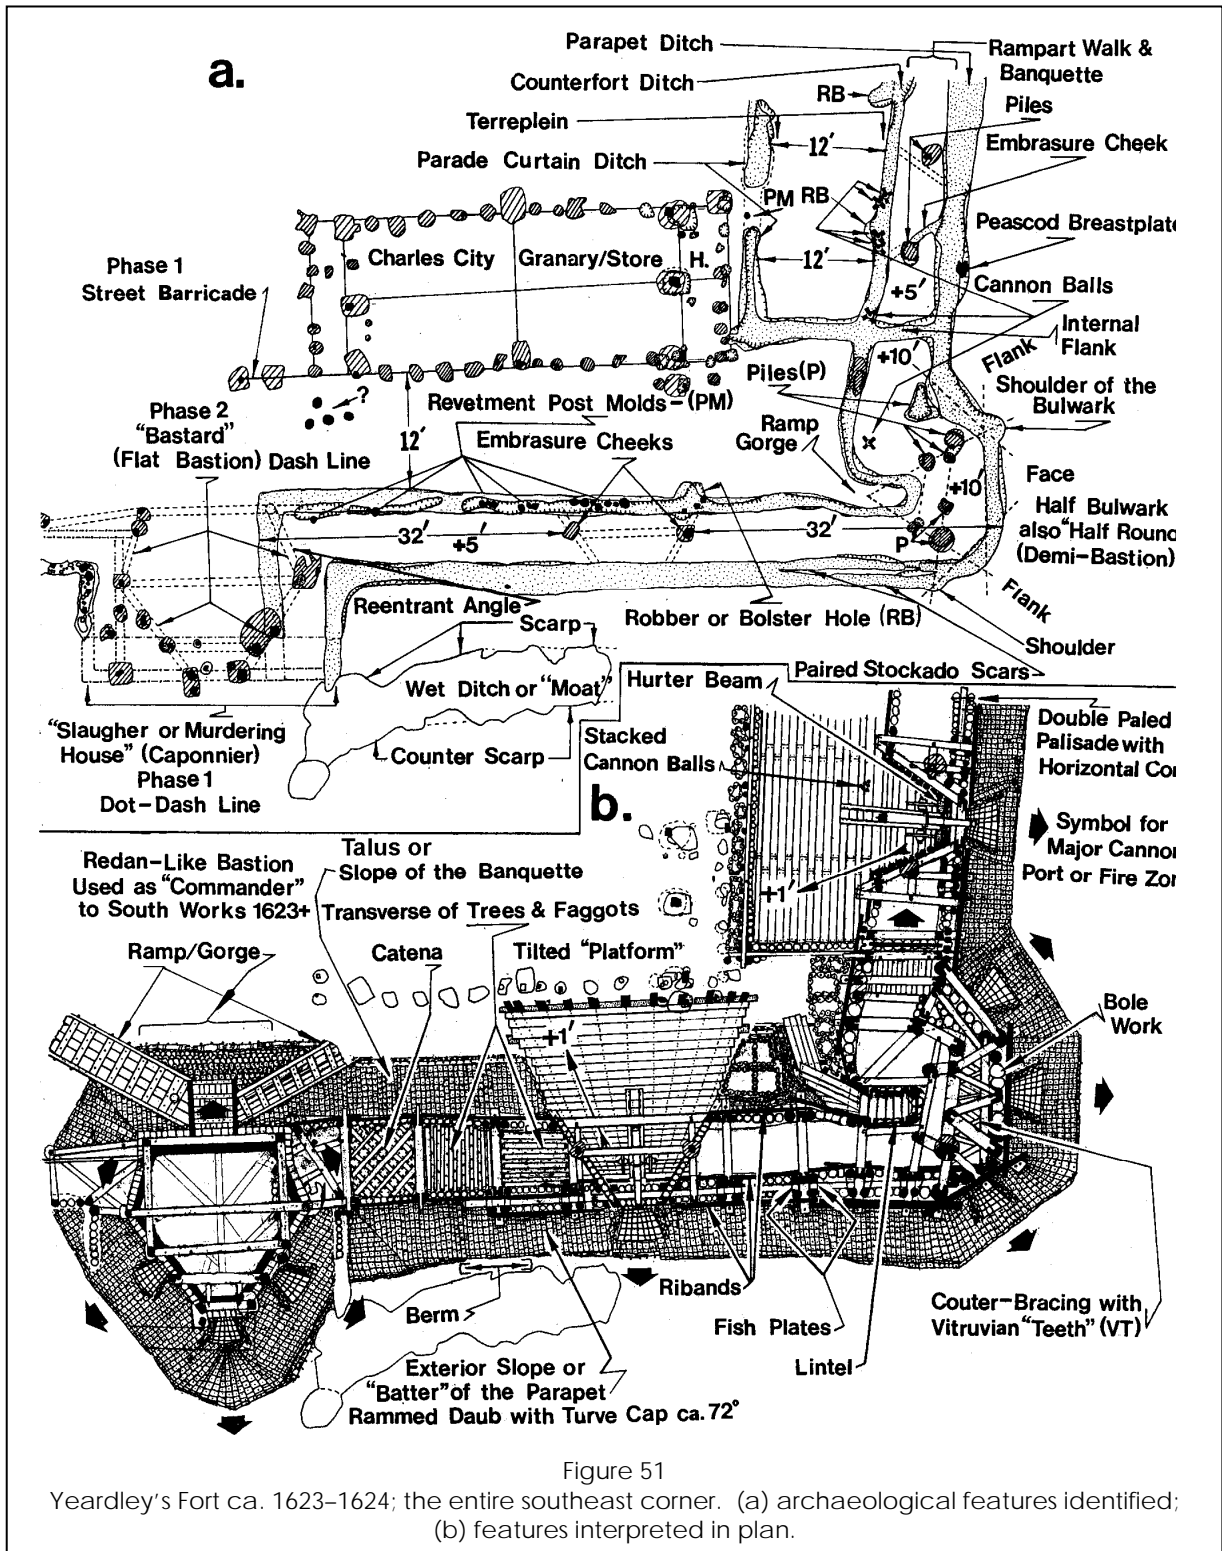 a.
Parapet Ditch
Counterfort Ditch
Rampart Walk &
Banquette
RB
Piles
Terreplein
Embrasure Cheek
Parade Curtain Ditch
12'
PM RB
Peascod Breastplate
Charles City
Granary/Store
H.
12'
Phase 1
Street Barricade
+5'
Cannon Balls
Internal
Flank
+10'
Flank
Piles(P)
Shoulder of the
Bulwark
?
Revetment Post Molds-(PM)
Phase 2
"Bastard"
(Flat Bastion) Dash Line
12'
Embrasure Cheeks
Ramp
Gorge
Face
+10'
Half Bulwark
also "Half Round
(Demi-Bastion)
32'
+5'
32'
P
Flank
Reentrant Angle
Robber or Bolster Hole (RB)
Scarp
Shoulder
Wet Ditch or "Moat"
Paired Stockado Scars
"Slaugher or Murdering
House" (Caponnier)
Phase 1
Dot-Dash Line
Counter Scarp
Hurter Beam
Stacked
Cannon Balls
Double Paled
Palisade with
Horizontal
b.
Symbol for
Major
Port or Fire
Redan-Like Bastion
Used as "Commander"
to South Works 1623+
Talus or
Slope of the Banquette
Transverse of Trees & Faggots
+1'
Ramp/Gorge
Catena
Tilted "Platform"
+1'
Bole
Work
Ribands
Berm
Fish Plates
Couter-Bracing with
Vitruvian "Teeth" (VT)
Lintel
Exterior Slope or
"Batter" of the Parapet
Rammed Daub with Turve Cap ca. 72°
Figure 51
Yeardley's Fort ca. 1623–1624; the entire southeast corner. (a) archaeological features identified;
(b) features interpreted in plan.